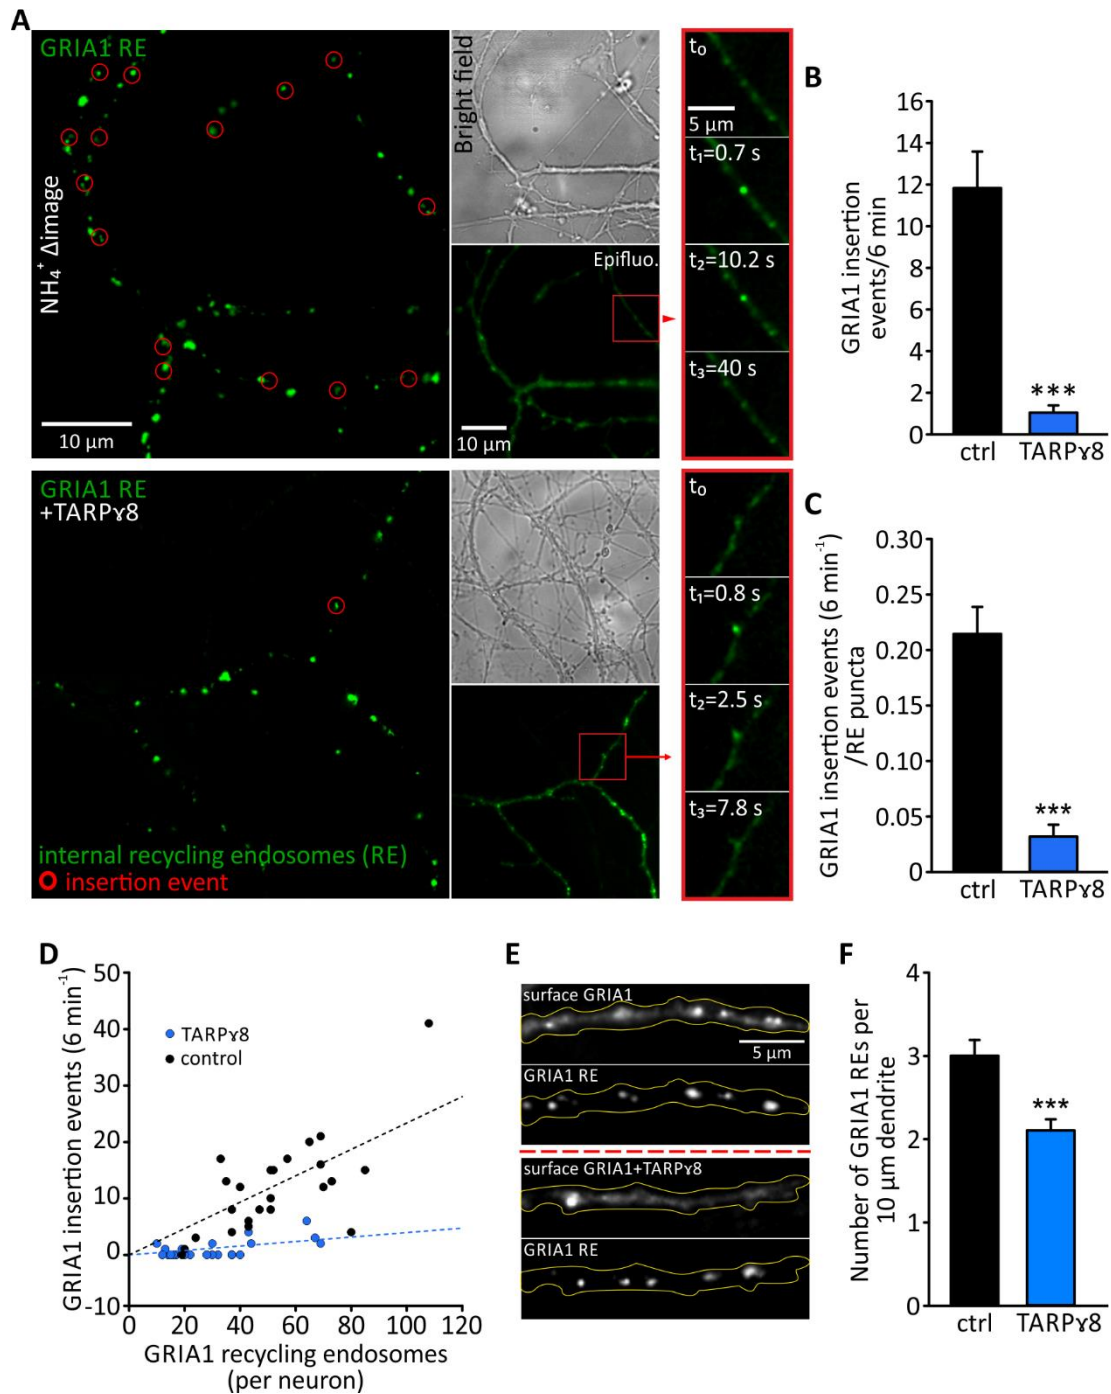 A
GRIA1 RE
NH₄⁺ Δimage
10 µm
Bright field
Epifluo.
10 µm
t₀
5 µm
t₁=0.7 s
t₂=10.2 s
t₃=40 s
GRIA1 RE
+TARPɣ8
internal recycling endosomes (RE)
insertion event
t₀
t₁=0.8 s
t₂=2.5 s
t₃=7.8 s
B
GRIA1 insertion
events/6 min
16
14
12
10
8
6
4
2
0
***
ctrl
TARPɣ8
C
GRIA1 insertion events (6 min⁻¹)
/RE puncta
0.30
0.25
0.20
0.15
0.10
0.05
0
***
ctrl
TARPɣ8
D
GRIA1 insertion events (6 min⁻¹)
50
40
30
20
10
0
-10
TARPɣ8
control
0 20 40 60 80 100 120
GRIA1 recycling endosomes
(per neuron)
E
surface GRIA1
5 µm
GRIA1 RE
surface GRIA1+TARPɣ8
GRIA1 RE
F
Number of GRIA1 REs per
10 µm dendrite
4
3
2
1
0
***
ctrl
TARPɣ8